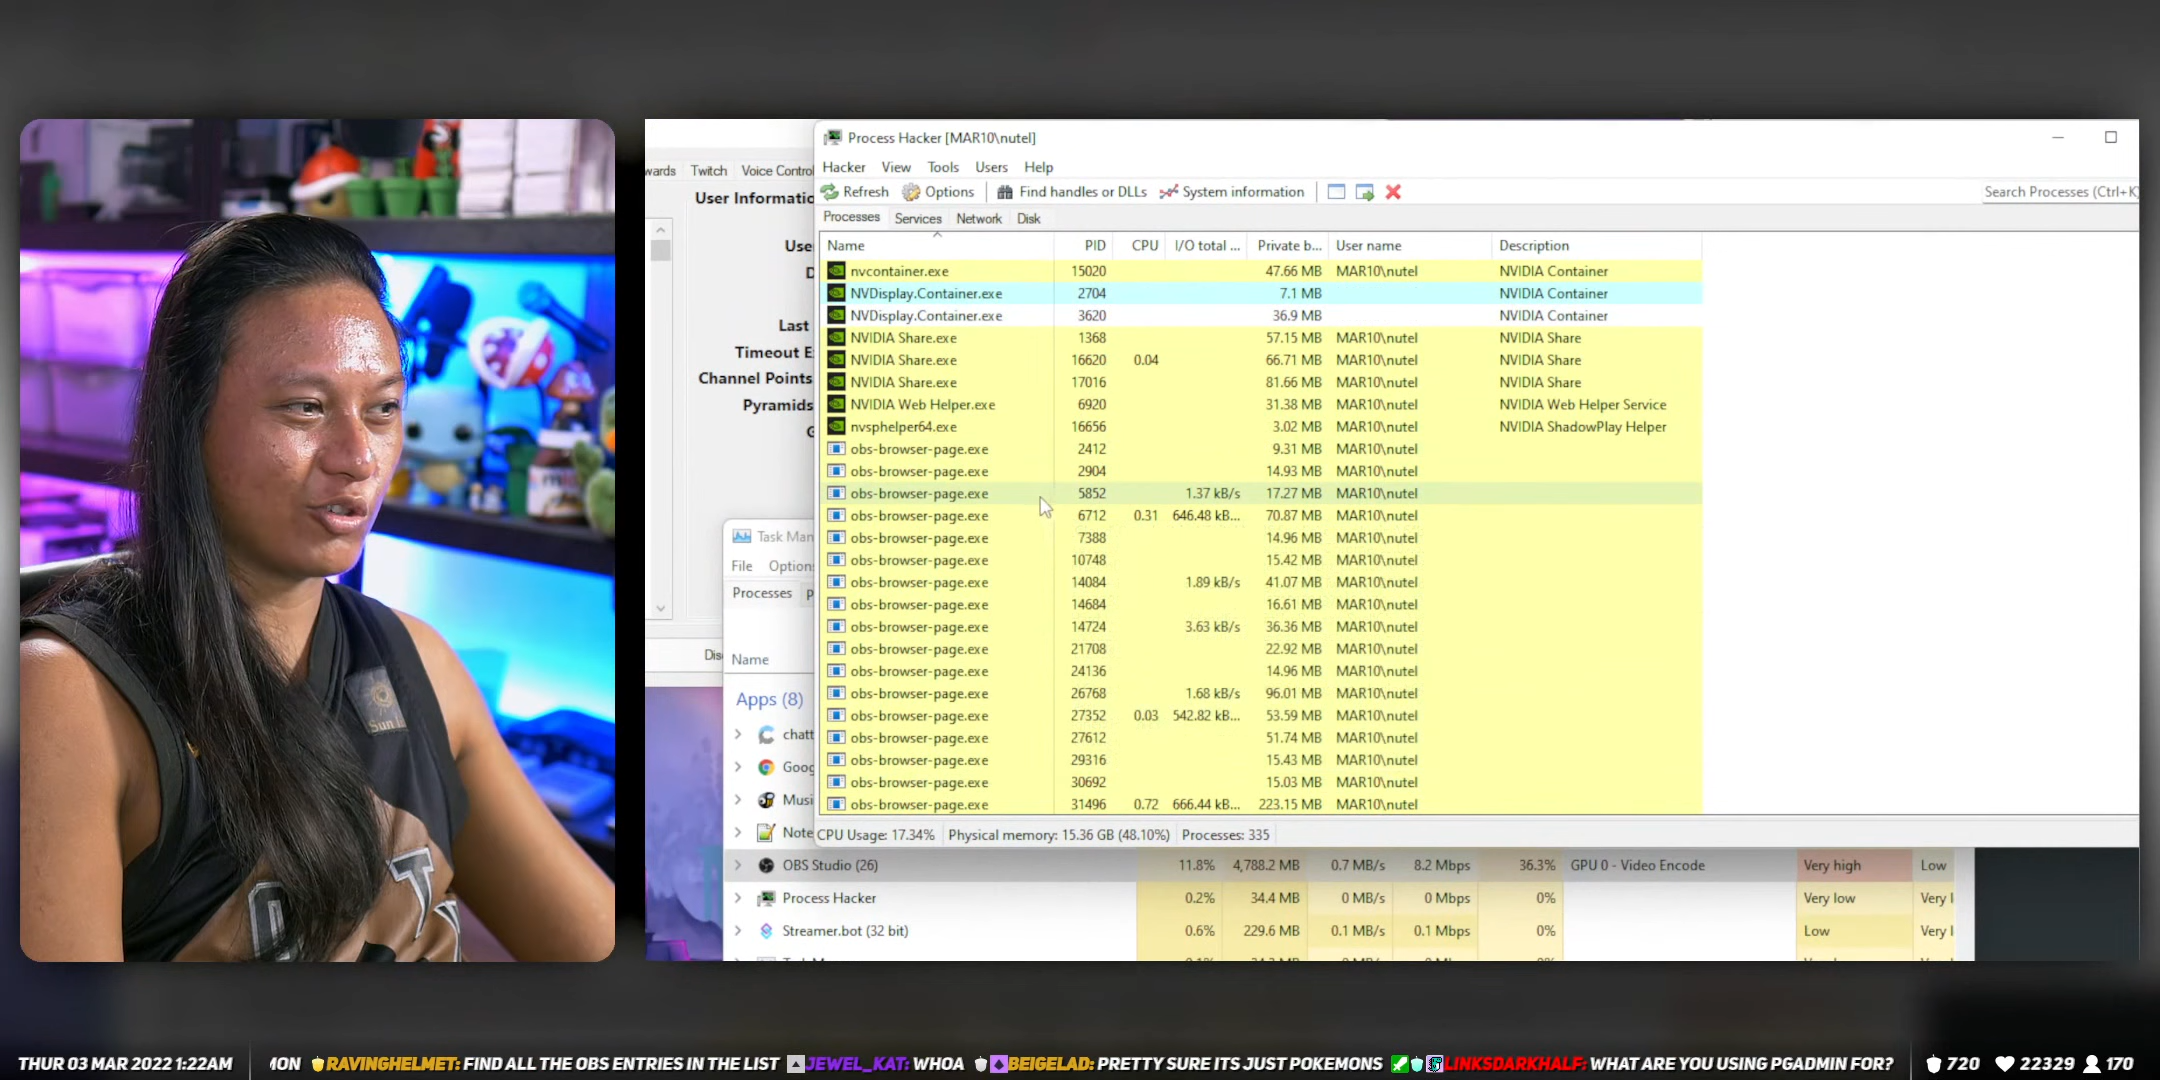 Process Hacker [MAR10\nutel]
Hacker View Tools Users Help
wards Twitch Voice Contro
Refresh Options Find handles or DLLs System information Search Processes (Ctrl+K
User Informatio
Processes Services Network Disk
Name PID CPU I/O total ... Private b... User name Description
Use
nvcontainer.exe 15020 47.66 MB MAR10\nutel NVIDIA Container
NVDisplay.Container.exe 2704 7.1 MB NVIDIA Container
NVDisplay.Container.exe 3620 36.9 MB NVIDIA Container
Last
NVIDIA Share.exe 1368 57.15 MB MAR10\nutel NVIDIA Share
Timeout E
NVIDIA Share.exe 16620 0.04 66.71 MB MAR10\nutel NVIDIA Share
Channel Points
NVIDIA Share.exe 17016 81.66 MB MAR10\nutel NVIDIA Share
Pyramids
NVIDIA Web Helper.exe 6920 31.38 MB MAR10\nutel NVIDIA Web Helper Service
nvsphelper64.exe 16656 3.02 MB MAR10\nutel NVIDIA ShadowPlay Helper
obs-browser-page.exe 2412 9.31 MB MAR10\nutel
obs-browser-page.exe 2904 14.93 MB MAR10\nutel
obs-browser-page.exe 5852 1.37 kB/s 17.27 MB MAR10\nutel
obs-browser-page.exe 6712 0.31 646.48 kB... 70.87 MB MAR10\nutel
obs-browser-page.exe 7388 14.96 MB MAR10\nutel
obs-browser-page.exe 10748 15.42 MB MAR10\nutel
obs-browser-page.exe 14084 1.89 kB/s 41.07 MB MAR10\nutel
obs-browser-page.exe 14684 16.61 MB MAR10\nutel
obs-browser-page.exe 14724 3.63 kB/s 36.36 MB MAR10\nutel
obs-browser-page.exe 21708 22.92 MB MAR10\nutel
obs-browser-page.exe 24136 14.96 MB MAR10\nutel
obs-browser-page.exe 26768 1.68 kB/s 96.01 MB MAR10\nutel
obs-browser-page.exe 27352 0.03 542.82 kB... 53.59 MB MAR10\nutel
obs-browser-page.exe 27612 51.74 MB MAR10\nutel
obs-browser-page.exe 29316 15.43 MB MAR10\nutel
obs-browser-page.exe 30692 15.03 MB MAR10\nutel
obs-browser-page.exe 31496 0.72 666.44 kB... 223.15 MB MAR10\nutel
CPU Usage: 17.34% Physical memory: 15.36 GB (48.10%) Processes: 335
Task Man
File Option
Processes P
Dis
Name
Apps (8)
chatt
Goog
Musi
Note
OBS Studio (26) 11.8% 4,788.2 MB 0.7 MB/s 8.2 Mbps 36.3% GPU 0 - Video Encode Very high Low
Process Hacker 0.2% 34.4 MB 0 MB/s 0 Mbps 0% Very low Very l
Streamer.bot (32 bit) 0.6% 229.6 MB 0.1 MB/s 0.1 Mbps 0% Low Very l
THUR 03 MAR 2022 1:22AM MON RAVINGHELMET: FIND ALL THE OBS ENTRIES IN THE LIST JEWEL_KAT: WHOA BEIGELAD: PRETTY SURE ITS JUST POKEMONS LINKSDARKHALF: WHAT ARE YOU USING PGADMIN FOR? 720 22329 170